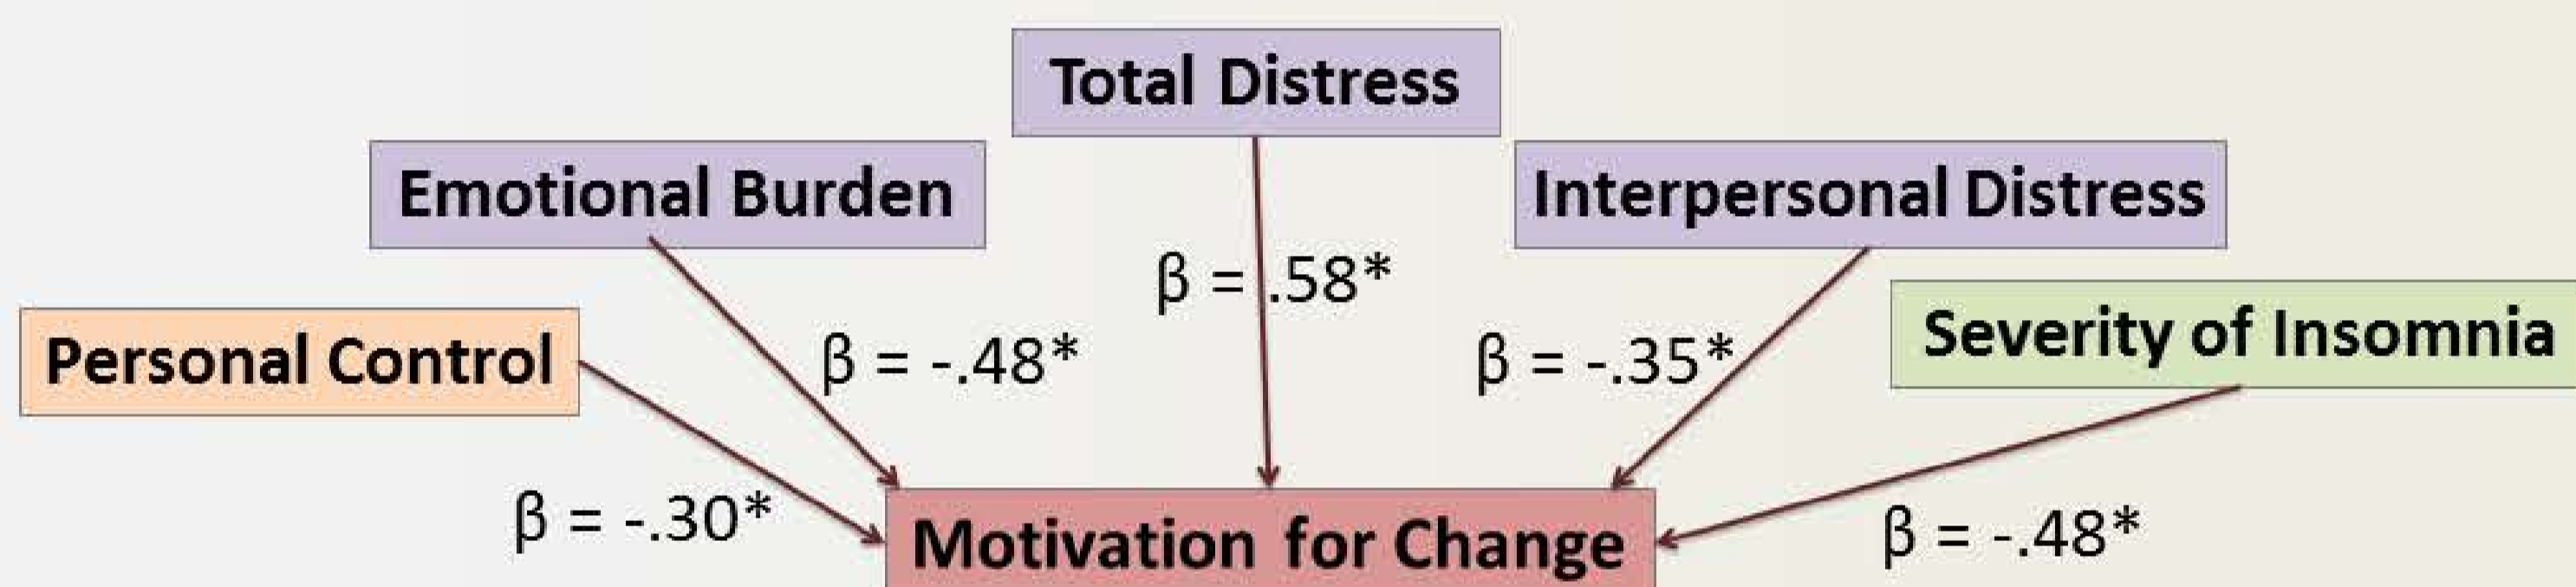 Total Distress
Emotional Burden
Interpersonal Distress
β = .58*
Severity of Insomnia
Personal Control
β = -.48*
β = -.35*
β = -.30*
β = -.48*
Motivation for Change